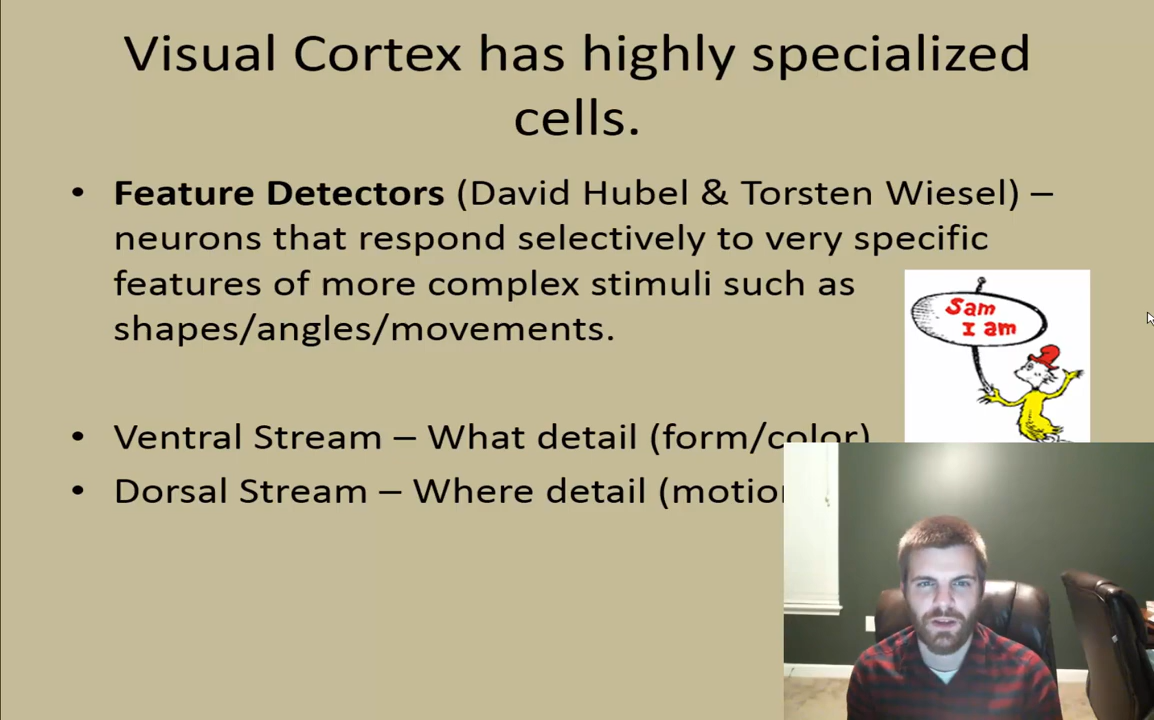 Visual Cortex has highly specialized
cells.
• Feature Detectors (David Hubel & Torsten Wiesel) –
neurons that respond selectively to very specific
features of more complex stimuli such as
shapes/angles/movements.
Sam
I am
• Ventral Stream – What detail (form/color)
• Dorsal Stream – Where detail